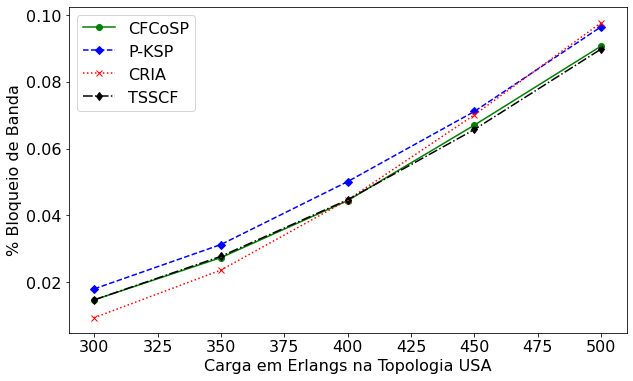 CFCoSP
P-KSP
CRIA
TSSCF
% Bloqueio de Banda
0.10
0.08
0.06
0.04
0.02
300 325 350 375 400 425 450 475 500
Carga em Erlangs na Topologia USA